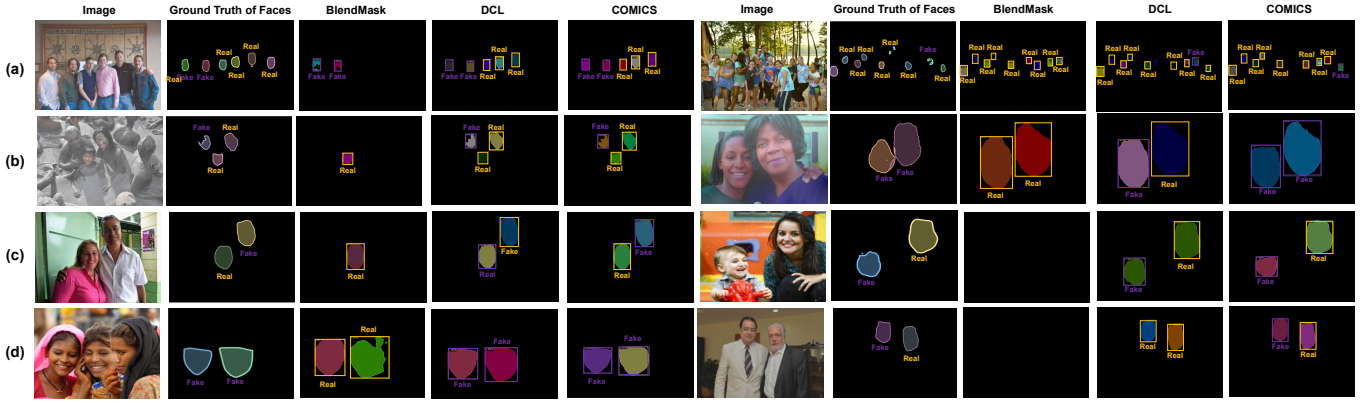 Image Ground Truth of Faces BlendMask DCL COMICS Image Ground Truth of Faces BlendMask DCL COMICS
(a)
Real
Real
Real Fake Fake Real Real
Fake Fake
Real
Real
Fake Fake Real Real
Real
Fake Fake Real Real
Real Real Real
Fake
Real Real Real
Real Real Real
Real Real Real
Real Real
Fake
Real Real Real
Real Real
Real Real Fake
(b)
Fake Real
Real
Real
Fake Real
Real
Fake Real
Real
Fake Fake
Real Real
Fake Real
Fake Fake
(c)
Fake
Real
Real
Fake
Real
Fake
Real
Real
Fake
Real
Fake
Real
Fake
(d)
Fake Fake
Real
Real
Fake
Fake
Fake
Fake
Fake Real
Real Real
Fake Real